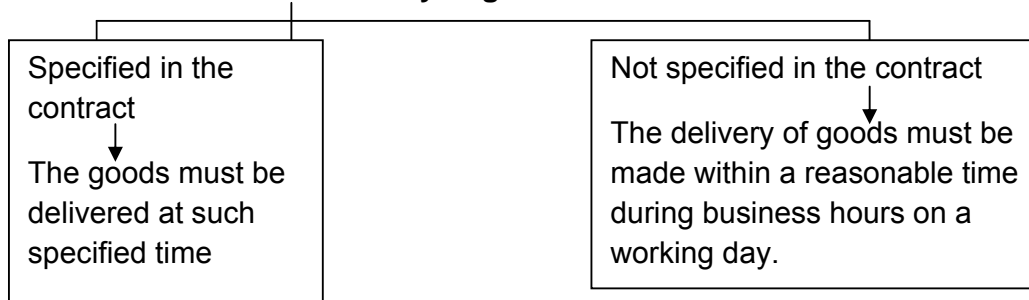 Specified in the
contract
The goods must be
delivered at such
specified time
Not specified in the contract
The delivery of goods must be
made within a reasonable time
during business hours on a
working day.